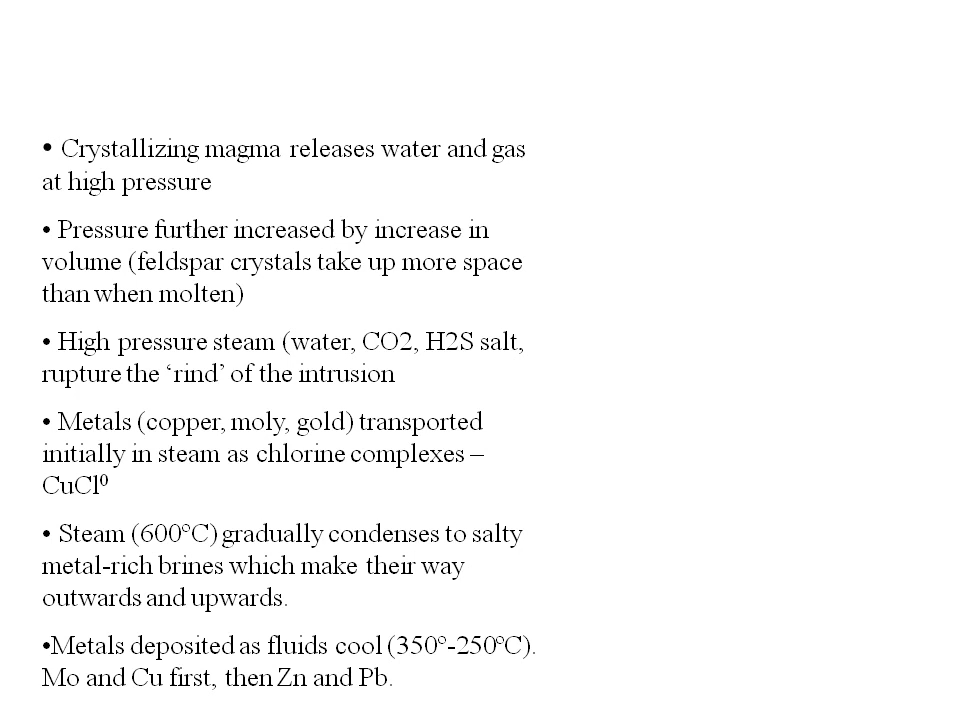 • Crystallizing magma releases water and gas
at high pressure
• Pressure further increased by increase in
volume (feldspar crystals take up more space
than when molten)
• High pressure steam (water, CO2, H2S salt,
rupture the ‘rind’ of the intrusion
• Metals (copper, moly, gold) transported
initially in steam as chlorine complexes –
CuCl⁰
• Steam (600°C) gradually condenses to salty
metal-rich brines which make their way
outwards and upwards.
•Metals deposited as fluids cool (350°-250°C).
Mo and Cu first, then Zn and Pb.